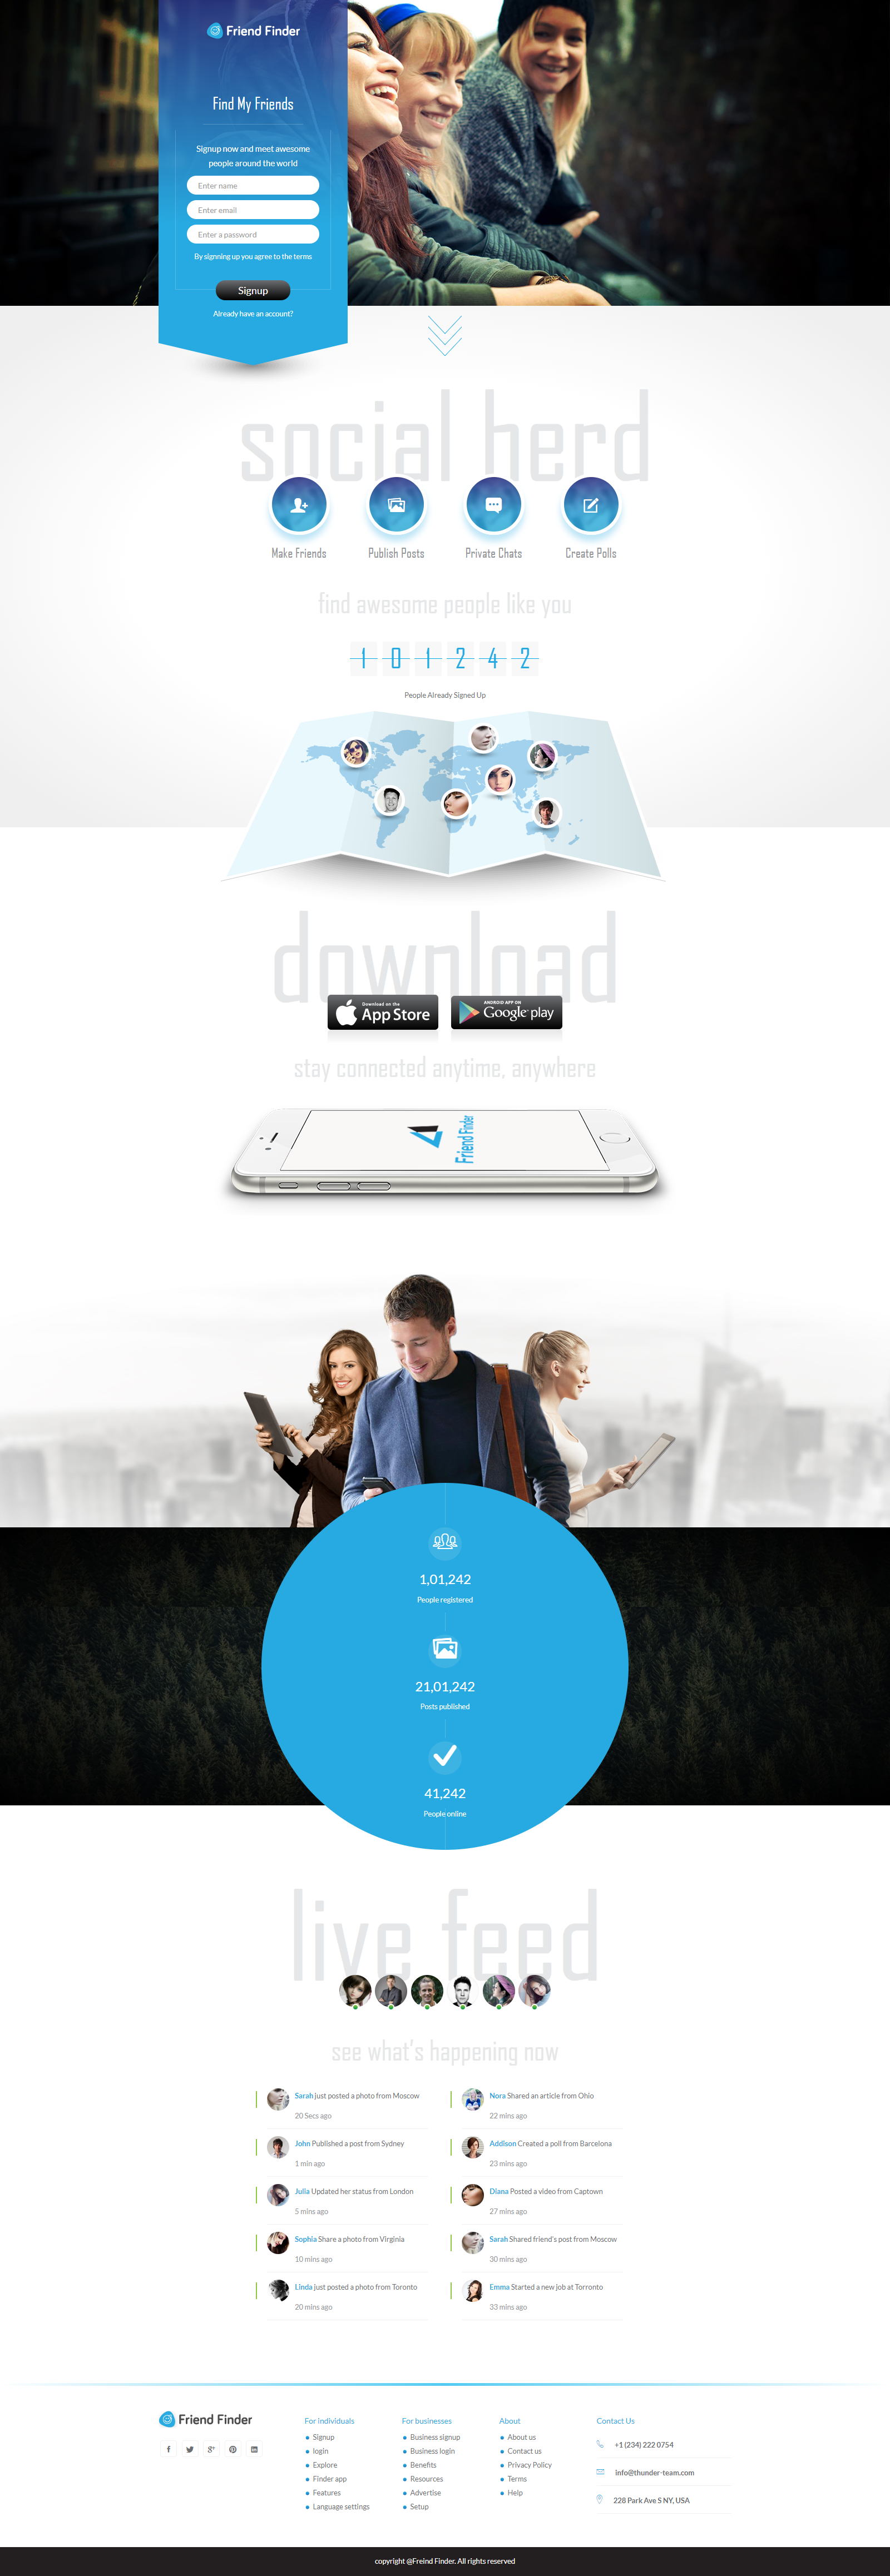 Friend Finder
Find My Friends
Signup now and meet awesome
people around the world
Enter name
Enter email
Enter a password
By signning up you agree to the terms
Signup
Already have an account?
social herd
Make Friends
Publish Posts
Private Chats
Create Polls
find awesome people like you
1 0 1 2 4 2
People Already Signed Up
download
Download on the
App Store
ANDROID APP ON
Google play
stay connected anytime, anywhere
Friend Finder
1,01,242
People registered
21,01,242
Posts published
41,242
People online
live feed
see what's happening now
Sarah just posted a photo from Moscow
20 Secs ago
Nora Shared an article from Ohio
22 mins ago
John Published a post from Sydney
1 min ago
Addison Created a poll from Barcelona
23 mins ago
Julia Updated her status from London
5 mins ago
Diana Posted a video from Captown
27 mins ago
Sophia Share a photo from Virginia
10 mins ago
Sarah Shared friend's post from Moscow
30 mins ago
Linda just posted a photo from Toronto
20 mins ago
Emma Started a new job at Torronto
33 mins ago
Friend Finder
For individuals
Signup
login
Explore
Finder app
Features
Language settings
For businesses
Business signup
Business login
Benefits
Resources
Advertise
Setup
About
About us
Contact us
Privacy Policy
Terms
Help
Contact Us
+1 (234) 222 0754
info@thunder-team.com
228 Park Ave S NY, USA
copyright @Freind Finder. All rights reserved